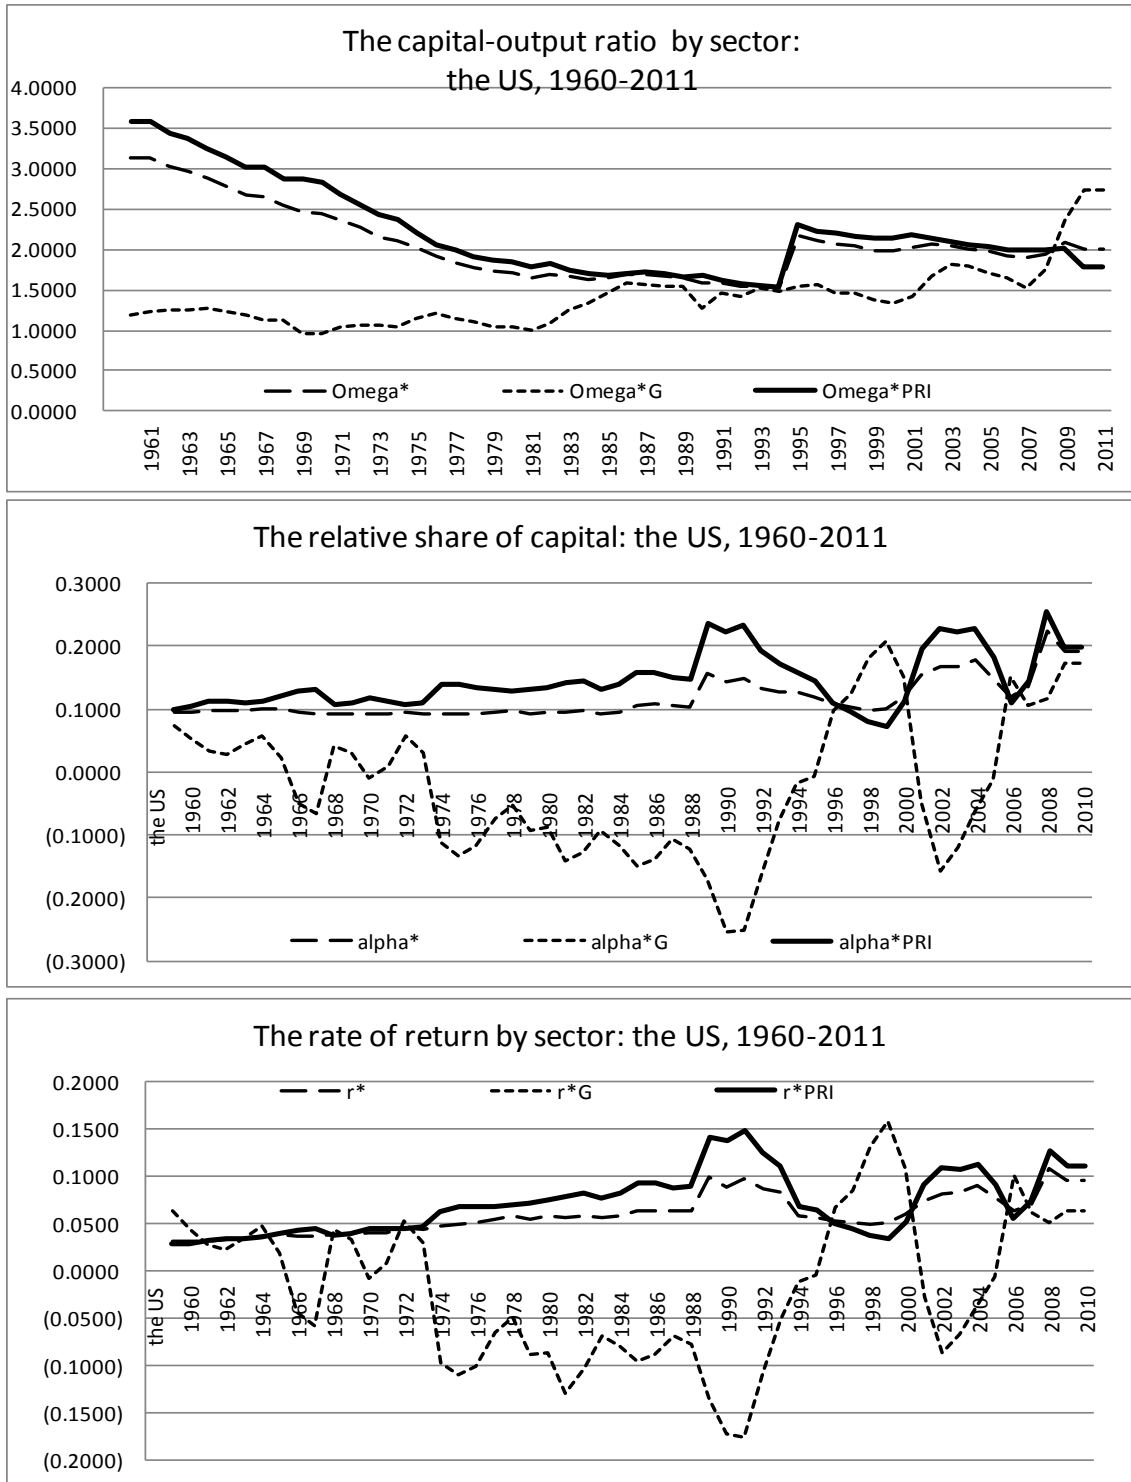 The capital-output ratio by sector:
the US, 1960-2011
4.0000
3.5000
3.0000
2.5000
2.0000
1.5000
1.0000
0.5000
0.0000
Omega* Omega*G Omega*PRI
1961 1963 1965 1967 1969 1971 1973 1975 1977 1979 1981 1983 1985 1987 1989 1991 1993 1995 1997 1999 2001 2003 2005 2007 2009 2011
The relative share of capital: the US, 1960-2011
0.3000
0.2000
0.1000
0.0000
(0.1000)
(0.2000)
(0.3000)
the US 1960 1962 1964 1966 1968 1970 1972 1974 1976 1978 1980 1982 1984 1986 1988 1990 1992 1994 1996 1998 2000 2002 2004 2006 2008 2010
alpha* alpha*G alpha*PRI
The rate of return by sector: the US, 1960-2011
0.2000
r* r*G r*PRI
0.1500
0.1000
0.0500
0.0000
(0.0500)
(0.1000)
(0.1500)
(0.2000)
the US 1960 1962 1964 1966 1968 1970 1972 1974 1976 1978 1980 1982 1984 1986 1988 1990 1992 1994 1996 1998 2000 2002 2004 2006 2008 2010